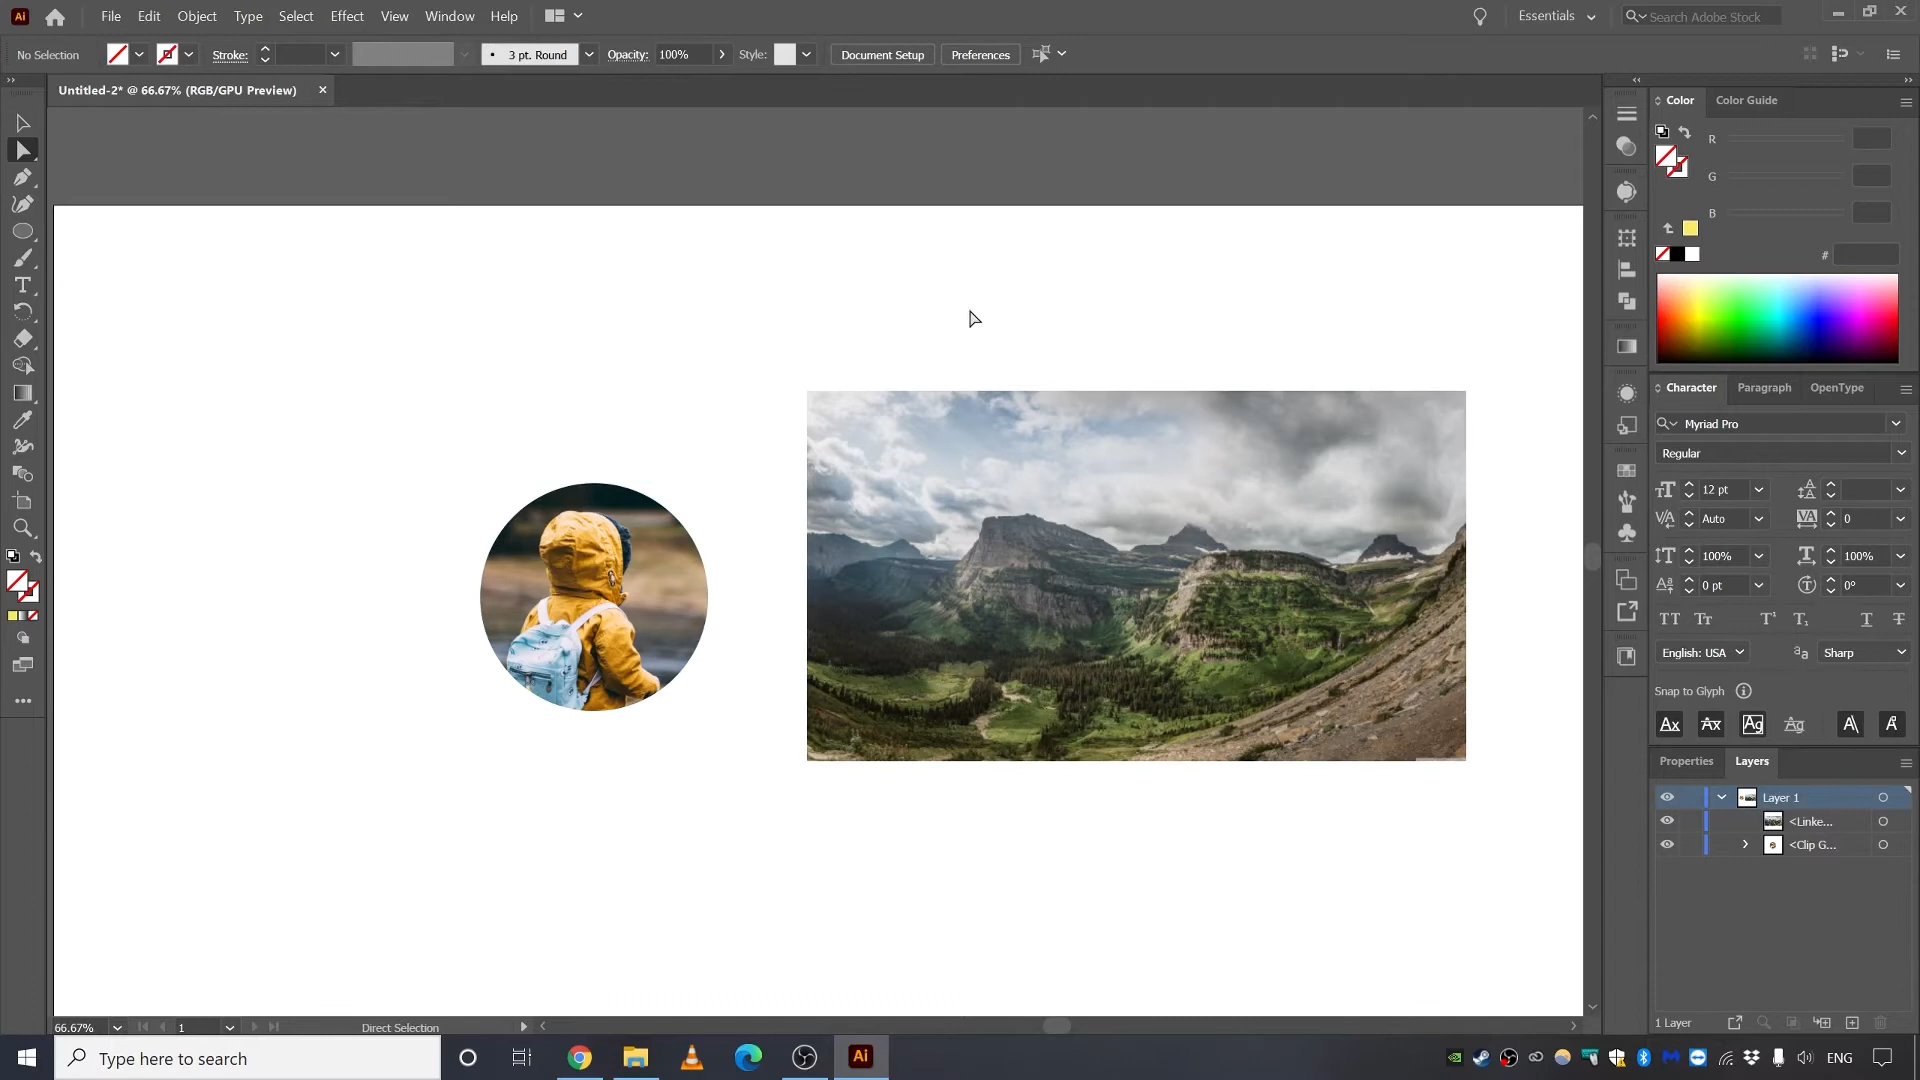 Ai
File Edit Object Type Select Effect View Window Help
Essentials
Search Adobe Stock
No Selection
Stroke:
3 pt. Round
Opacity: 100%
Style:
Document Setup
Preferences
Untitled-2* @ 66.67% (RGB/GPU Preview)
Color
Color Guide
R
G
B
#
Character
Paragraph
OpenType
Myriad Pro
Regular
12 pt
Auto
0
100%
100%
0 pt
0°
English: USA
Sharp
Snap to Glyph
Properties
Layers
Layer 1
<Linke...
<Clip G...
1 Layer
66.67%
1
Direct Selection
Type here to search
Ai
ENG